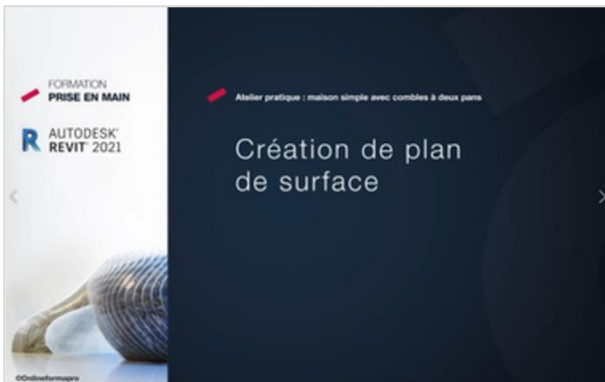 FORMATION
PRISE EN MAIN
R AUTODESK®
REVIT® 2021
©Onlineformapro
Atelier pratique : maison simple avec combles à deux pans
Création de plan
de surface